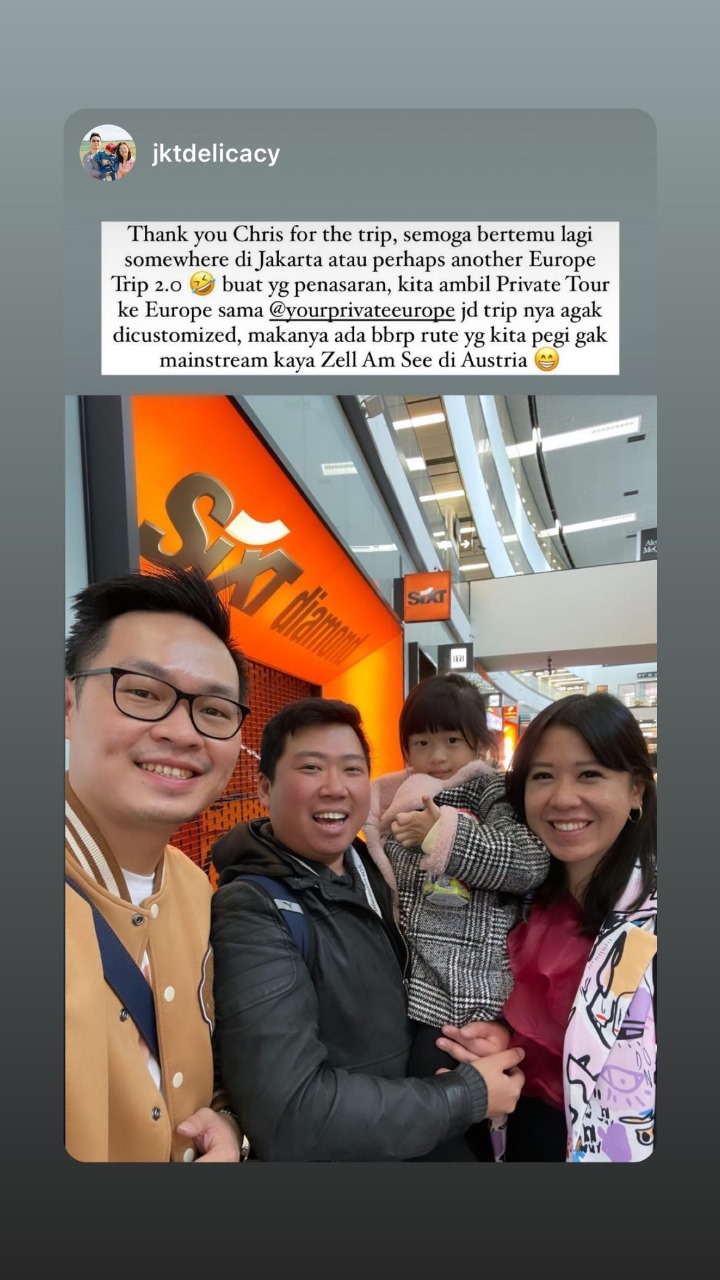 jktdelicacy
Thank you Chris for the trip, semoga bertemu lagi
somewhere di Jakarta atau perhaps another Europe
Trip 2.0 🤣 buat yg penasaran, kita ambil Private Tour
ke Europe sama @yourprivateeurope jd trip nya agak
dicustomized, makanya ada bbrp rute yg kita pegi gak
mainstream kaya Zell Am See di Austria 😁
SIXT diamond
SIXT